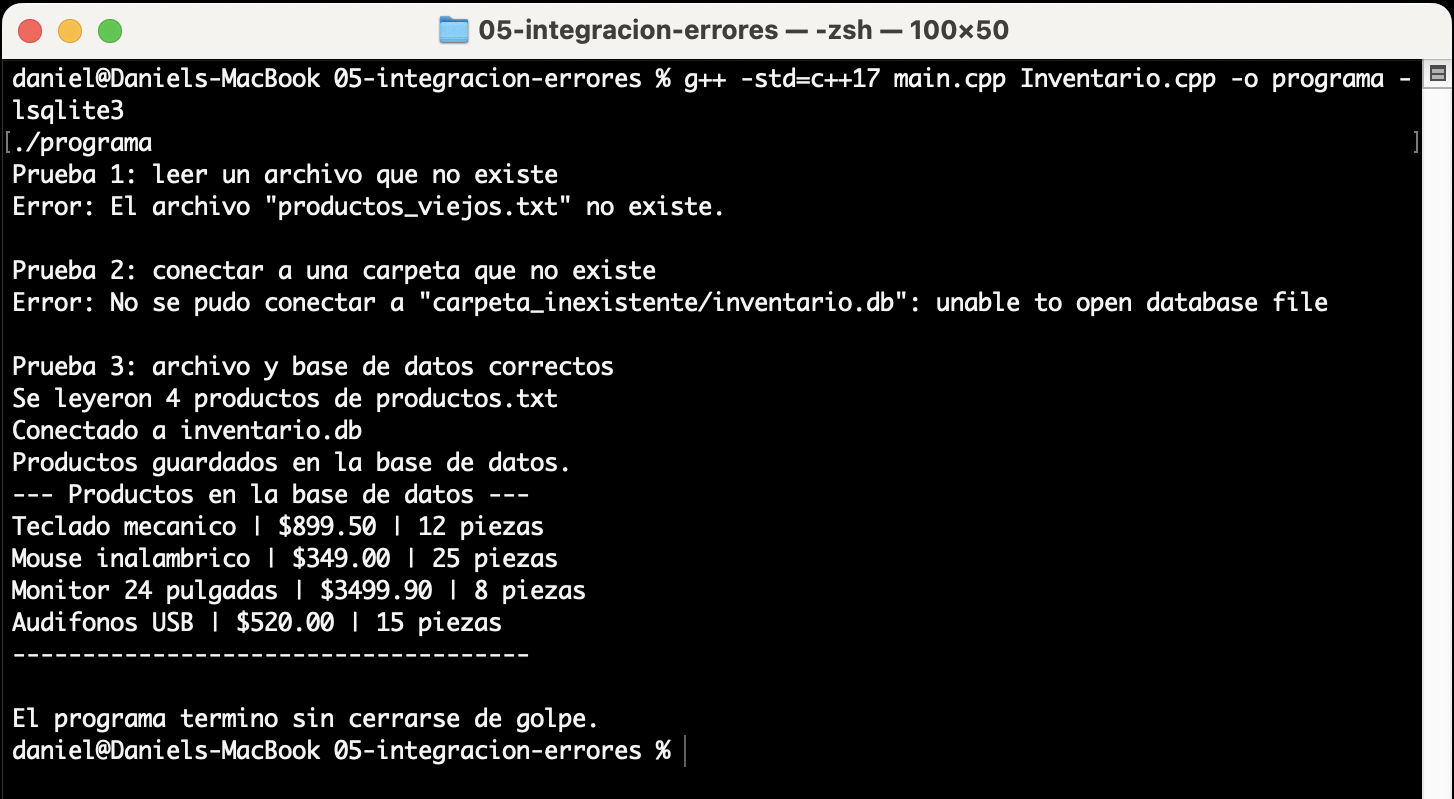 05-integracion-errores — -zsh — 100×50
daniel@Daniels-MacBook 05-integracion-errores % g++ -std=c++17 main.cpp Inventario.cpp -o programa -
lsqlite3
[./programa ]
Prueba 1: leer un archivo que no existe
Error: El archivo "productos_viejos.txt" no existe.
Prueba 2: conectar a una carpeta que no existe
Error: No se pudo conectar a "carpeta_inexistente/inventario.db": unable to open database file
Prueba 3: archivo y base de datos correctos
Se leyeron 4 productos de productos.txt
Conectado a inventario.db
Productos guardados en la base de datos.
--- Productos en la base de datos ---
Teclado mecanico | $899.50 | 12 piezas
Mouse inalambrico | $349.00 | 25 piezas
Monitor 24 pulgadas | $3499.90 | 8 piezas
Audifonos USB | $520.00 | 15 piezas
-------------------------------------
El programa termino sin cerrarse de golpe.
daniel@Daniels-MacBook 05-integracion-errores %